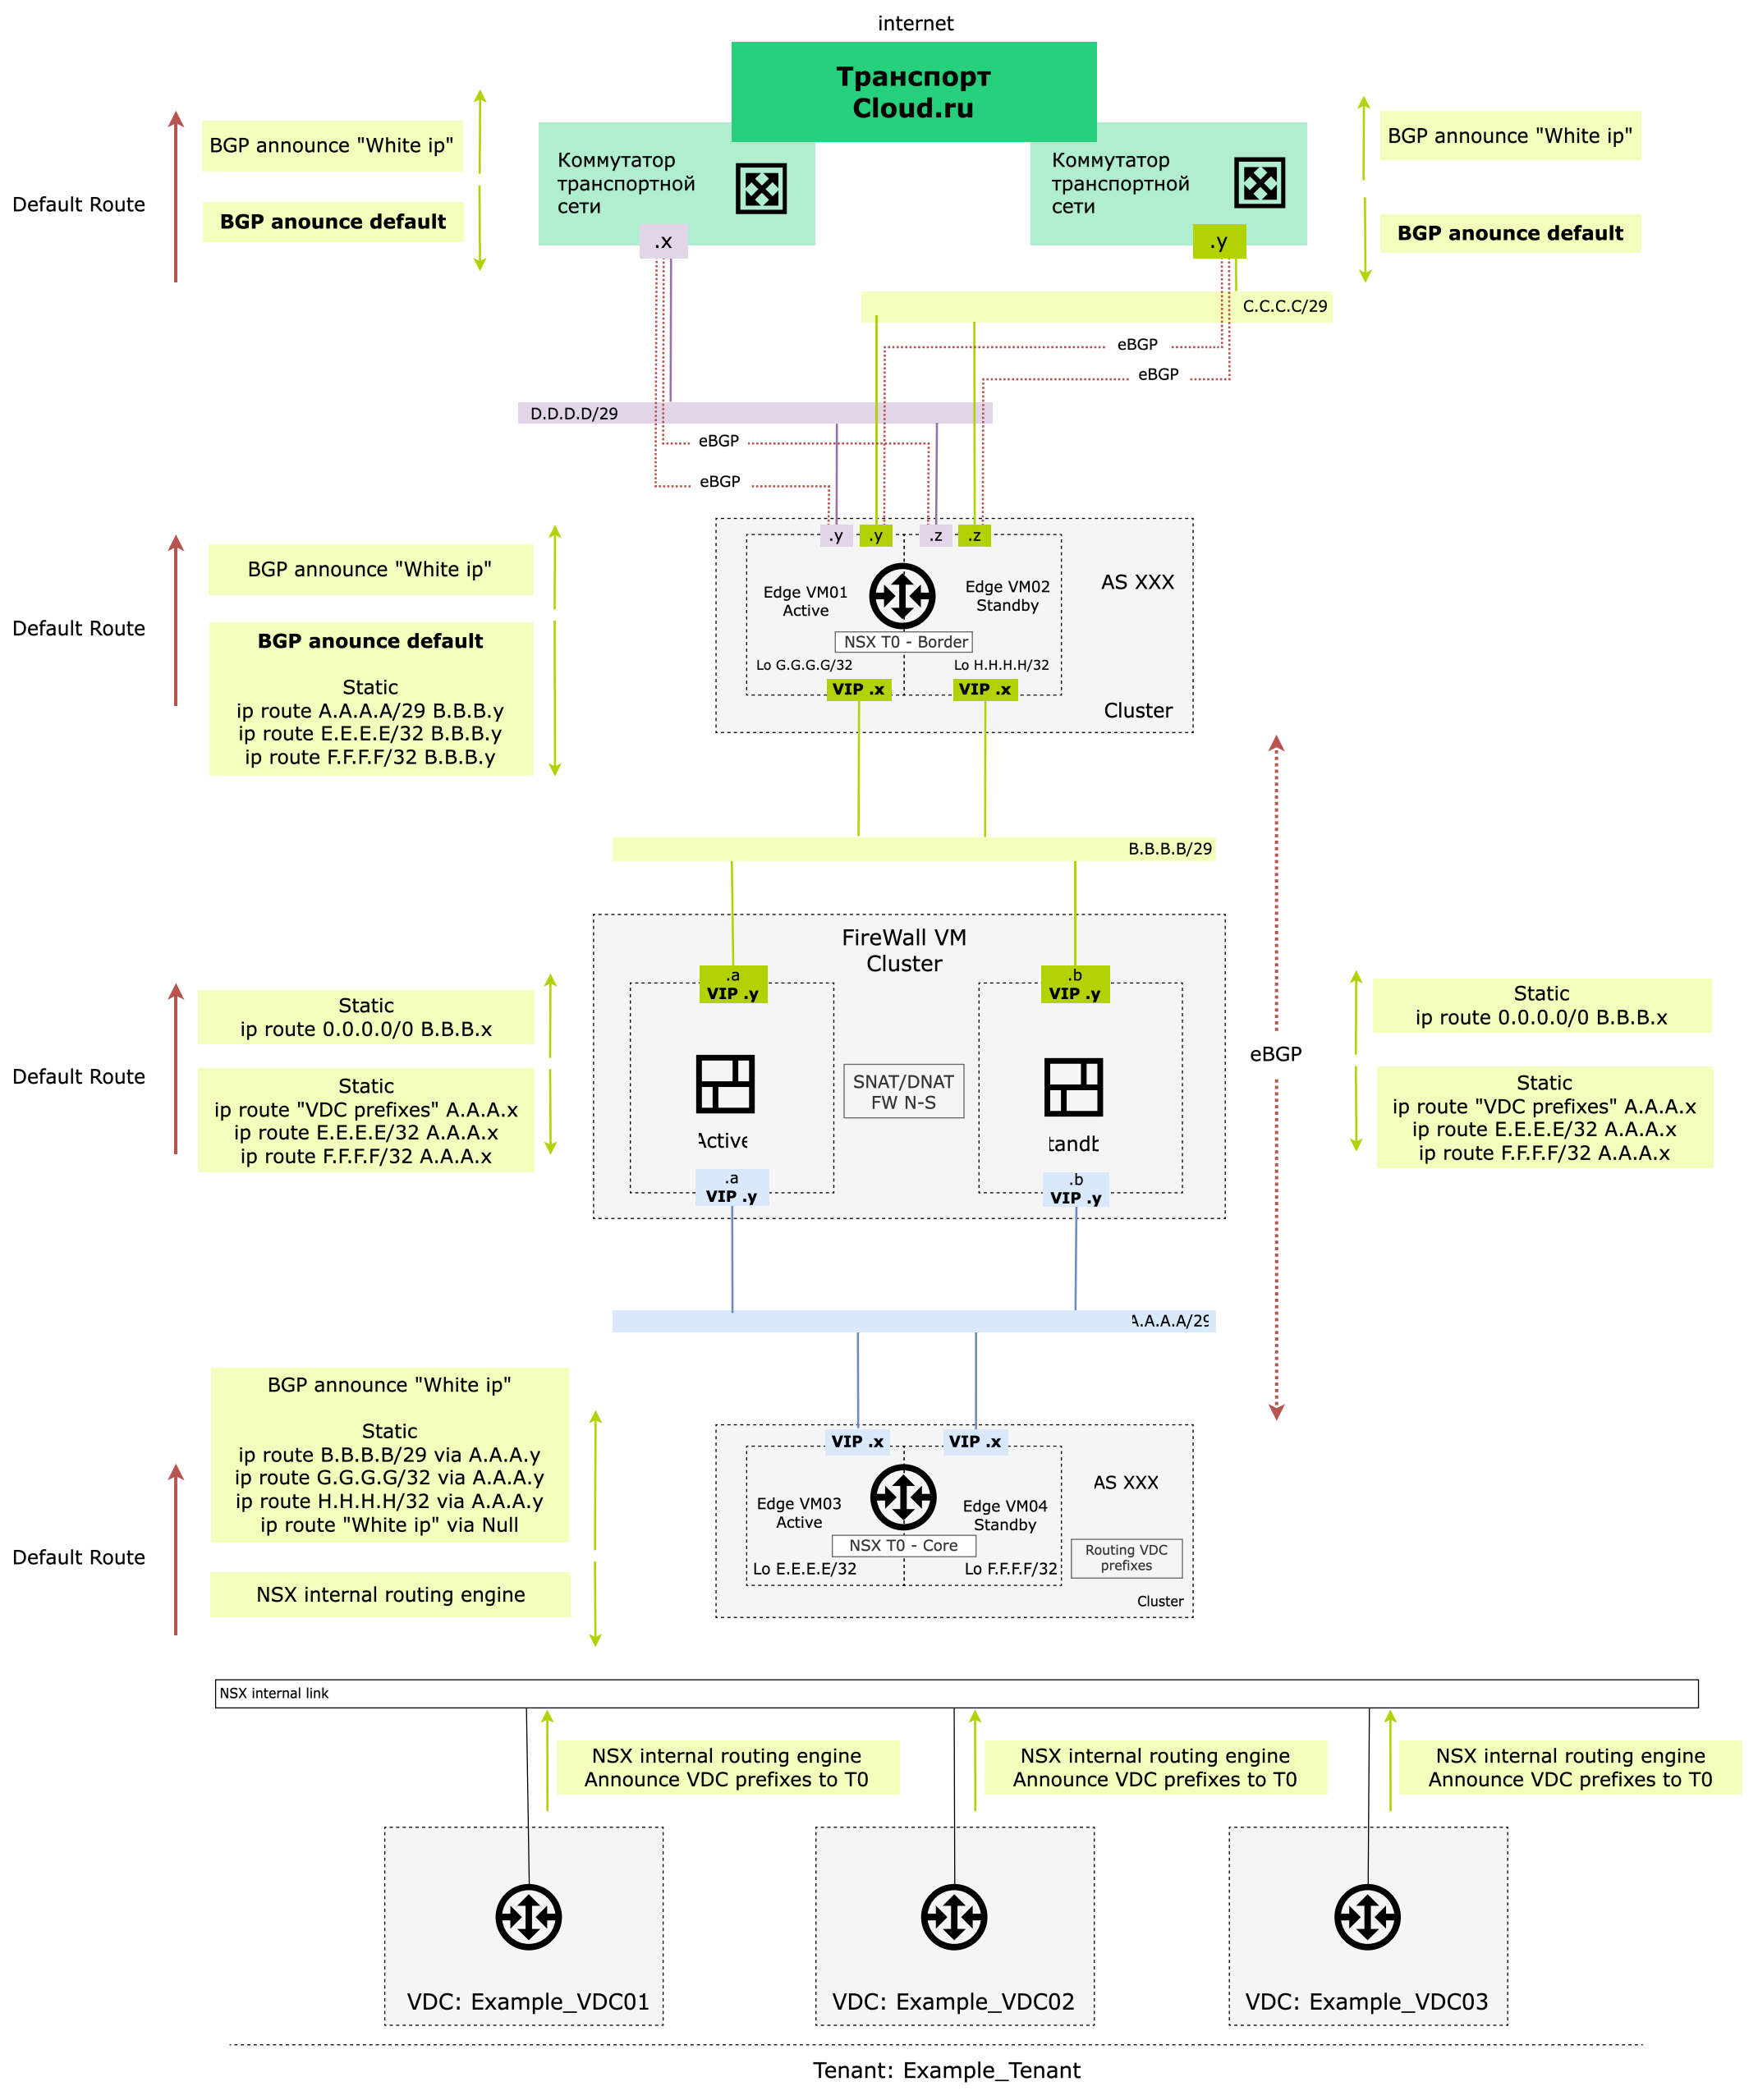 internet
Транспорт
Cloud.ru
BGP announce "White ip"
Default Route
BGP anounce default
Коммутатор
транспортной
сети
.x
Коммутатор
транспортной
сети
.y
BGP announce "White ip"
BGP anounce default
C.C.C.C/29
eBGP
eBGP
D.D.D.D/29
eBGP
eBGP
Default Route
BGP announce "White ip"
BGP anounce default
Static
ip route A.A.A.A/29 B.B.B.y
ip route E.E.E.E/32 B.B.B.y
ip route F.F.F.F/32 B.B.B.y
.y
.y
.z
.z
Edge VM01
Active
Edge VM02
Standby
AS XXX
NSX T0 - Border
Lo G.G.G.G/32
Lo H.H.H.H/32
VIP .x
VIP .x
Cluster
B.B.B.B/29
FireWall VM
Cluster
.a
VIP .y
.b
VIP .y
Default Route
Static
ip route 0.0.0.0/0 B.B.B.x
Static
ip route "VDC prefixes" A.A.A.x
ip route E.E.E.E/32 A.A.A.x
ip route F.F.F.F/32 A.A.A.x
SNAT/DNAT
FW N-S
Active
tandb
.a
VIP .y
.b
VIP .y
eBGP
Static
ip route 0.0.0.0/0 B.B.B.x
Static
ip route "VDC prefixes" A.A.A.x
ip route E.E.E.E/32 A.A.A.x
ip route F.F.F.F/32 A.A.A.x
A.A.A.A/29
Default Route
BGP announce "White ip"
Static
ip route B.B.B.B/29 via A.A.A.y
ip route G.G.G.G/32 via A.A.A.y
ip route H.H.H.H/32 via A.A.A.y
ip route "White ip" via Null
NSX internal routing engine
VIP .x
VIP .x
Edge VM03
Active
Edge VM04
Standby
AS XXX
NSX T0 - Core
Lo E.E.E.E/32
Lo F.F.F.F/32
Routing VDC
prefixes
Cluster
NSX internal link
NSX internal routing engine
Announce VDC prefixes to T0
NSX internal routing engine
Announce VDC prefixes to T0
NSX internal routing engine
Announce VDC prefixes to T0
VDC: Example_VDC01
VDC: Example_VDC02
VDC: Example_VDC03
Tenant: Example_Tenant